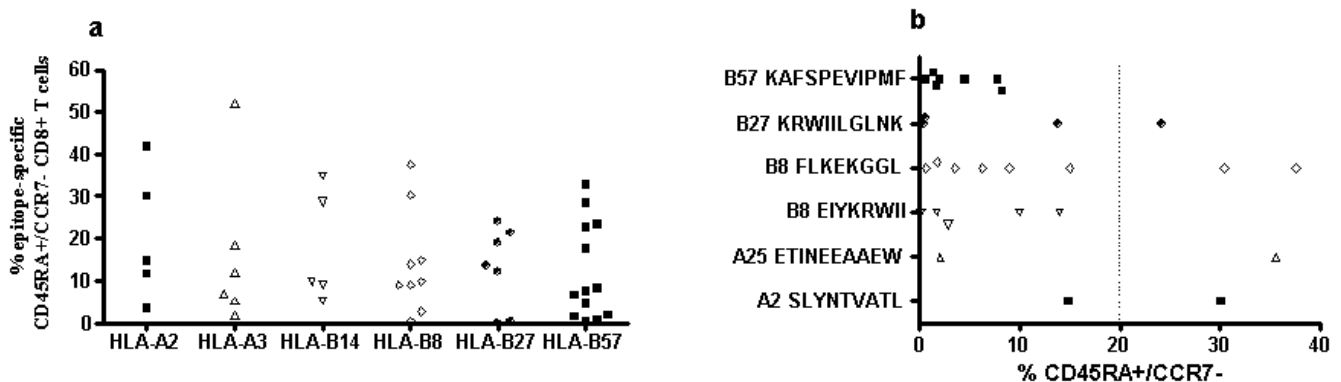 a
%epitope-specific
CD45RA+/CCR7- CD8+ T cells
60
50
40
30
20
10
0
HLA-A2 HLA-A3 HLA-B14 HLA-B8 HLA-B27 HLA-B57
b
B57 KAFSPEVIPMF
B27 KRWIILGLNK
B8 FLKEKGGL
B8 EIYKRWII
A25 ETINEEAAEW
A2 SLYNTVATL
0 10 20 30 40
% CD45RA+/CCR7-